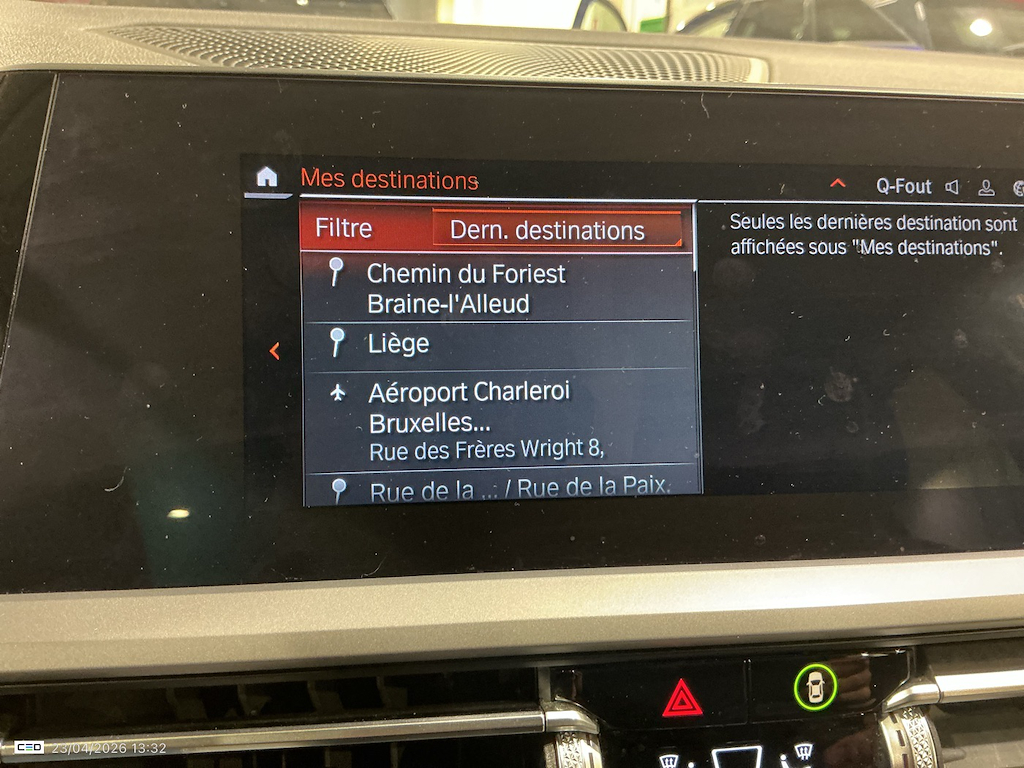 Mes destinations
Q-Fout
Filtre
Dern. destinations
Chemin du Foriest
Braine-l'Alleud
Liège
Aéroport Charleroi
Bruxelles...
Rue des Frères Wright 8,
Rue de la ... / Rue de la Paix,
Seules les dernières destination sont
affichées sous "Mes destinations".
CEO 23/04/2026 13:32